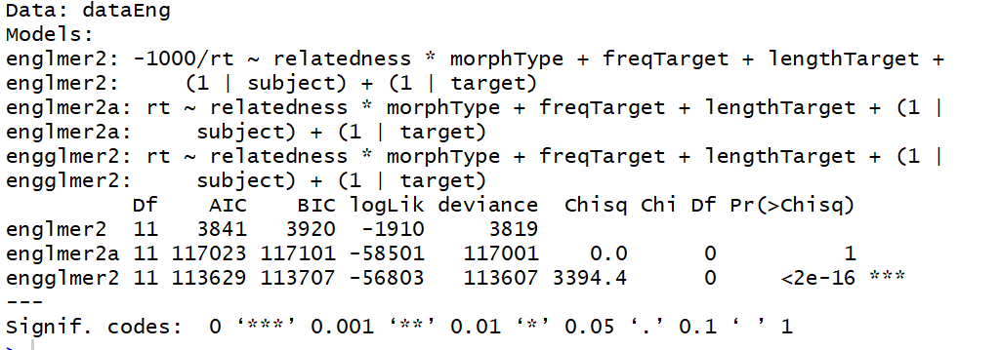 Data: dataEng
Models:
englmer2: -1000/rt ~ relatedness * morphType + freqTarget + lengthTarget +
englmer2:     (1 | subject) + (1 | target)
englmer2a: rt ~ relatedness * morphType + freqTarget + lengthTarget + (1 |
englmer2a:     subject) + (1 | target)
engglmer2: rt ~ relatedness * morphType + freqTarget + lengthTarget + (1 |
engglmer2:     subject) + (1 | target)
          Df    AIC    BIC logLik deviance  Chisq Chi Df Pr(>Chisq)
englmer2  11   3841   3920  -1910     3819
englmer2a 11 117023 117101 -58501   117001    0.0      0          1
engglmer2 11 113629 113707 -56803   113607 3394.4      0     <2e-16 ***
---
Signif. codes:  0 ‘***’ 0.001 ‘**’ 0.01 ‘*’ 0.05 ‘.’ 0.1 ‘ ’ 1